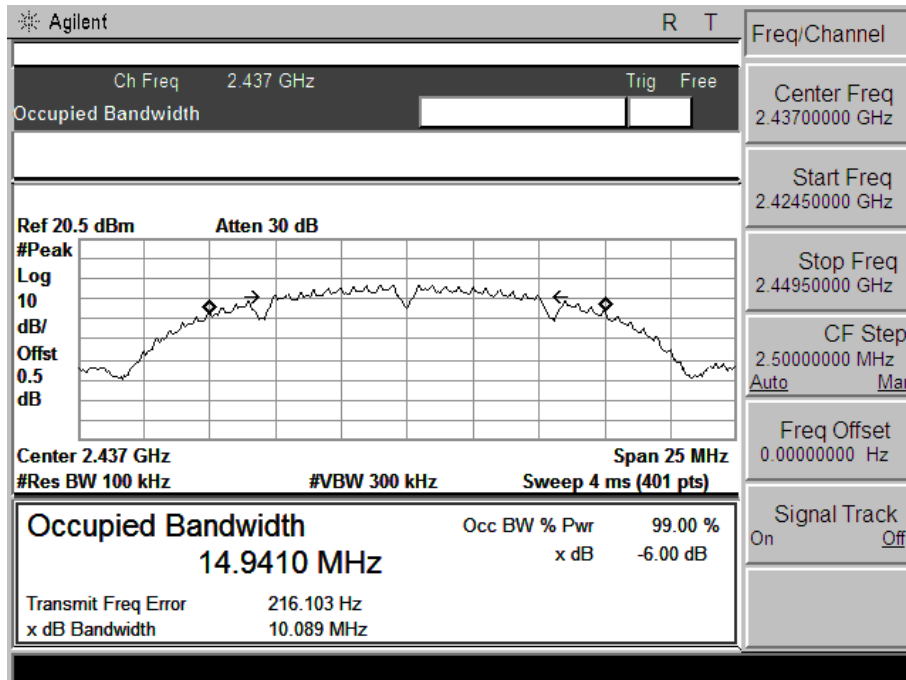 Agilent R T
Ch Freq 2.437 GHz Trig Free
Occupied Bandwidth
Ref 20.5 dBm Atten 30 dB
#Peak
Log
10
dB/
Offst
0.5
dB
Center 2.437 GHz Span 25 MHz
#Res BW 100 kHz #VBW 300 kHz Sweep 4 ms (401 pts)
Occupied Bandwidth Occ BW % Pwr 99.00 %
14.9410 MHz x dB -6.00 dB
Transmit Freq Error 216.103 Hz
x dB Bandwidth 10.089 MHz
Freq/Channel
Center Freq
2.43700000 GHz
Start Freq
2.42450000 GHz
Stop Freq
2.44950000 GHz
CF Step
2.50000000 MHz
Auto Mar
Freq Offset
0.00000000 Hz
Signal Track
On Off